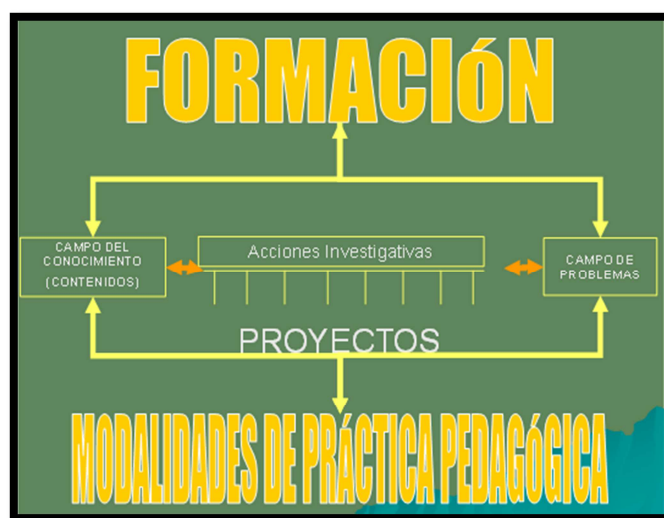 FORMACIÓN
CAMPO DEL
CONOCIMIENTO
(CONTENIDOS)
Acciones Investigativas
CAMPO DE
PROBLEMAS
PROYECTOS
MODALIDADES DE PRÁCTICA PEDAGÓGICA